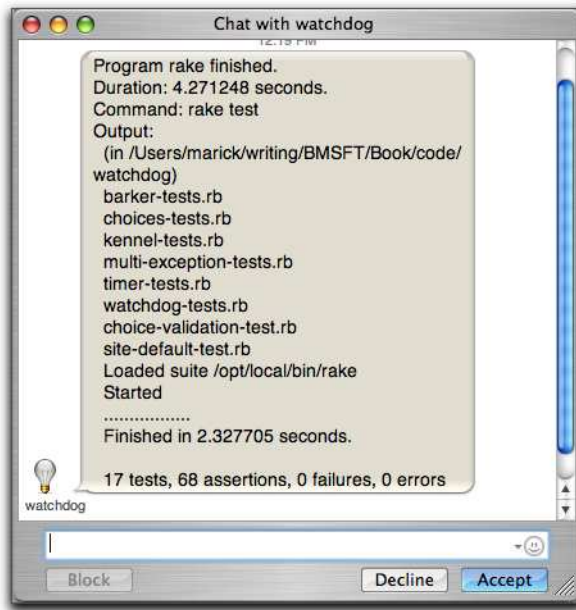 Chat with watchdog
12:19 PM
Program rake finished.
Duration: 4.271248 seconds.
Command: rake test
Output:
(in /Users/marick/writing/BMSFT/Book/code/
watchdog)
barker-tests.rb
choices-tests.rb
kennel-tests.rb
multi-exception-tests.rb
timer-tests.rb
watchdog-tests.rb
choice-validation-test.rb
site-default-test.rb
Loaded suite /opt/local/bin/rake
Started
.................
Finished in 2.327705 seconds.
17 tests, 68 assertions, 0 failures, 0 errors
watchdog
Block
Decline
Accept